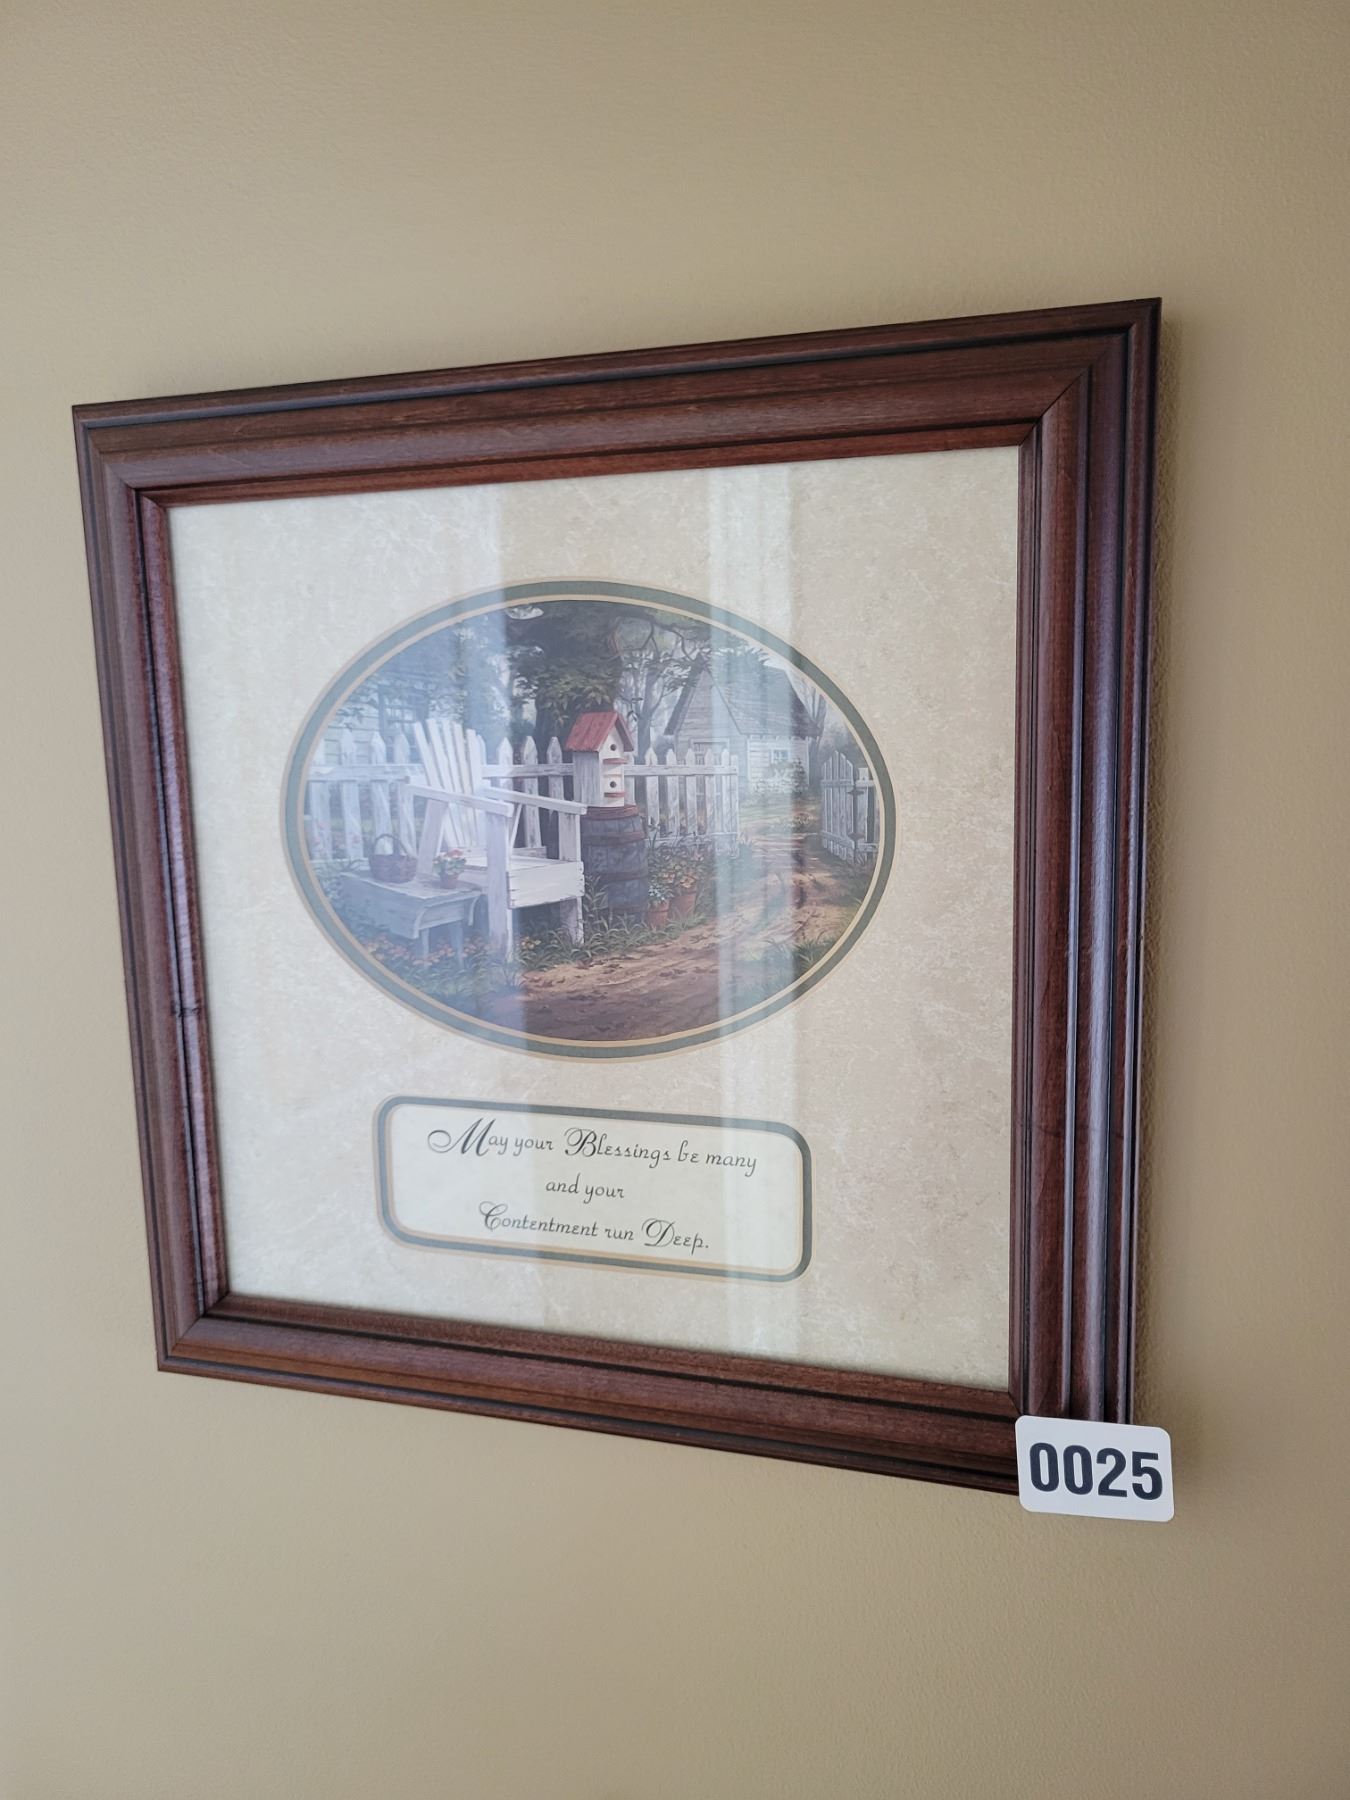 May your Blessings be many
and your
Contentment run Deep.
0025